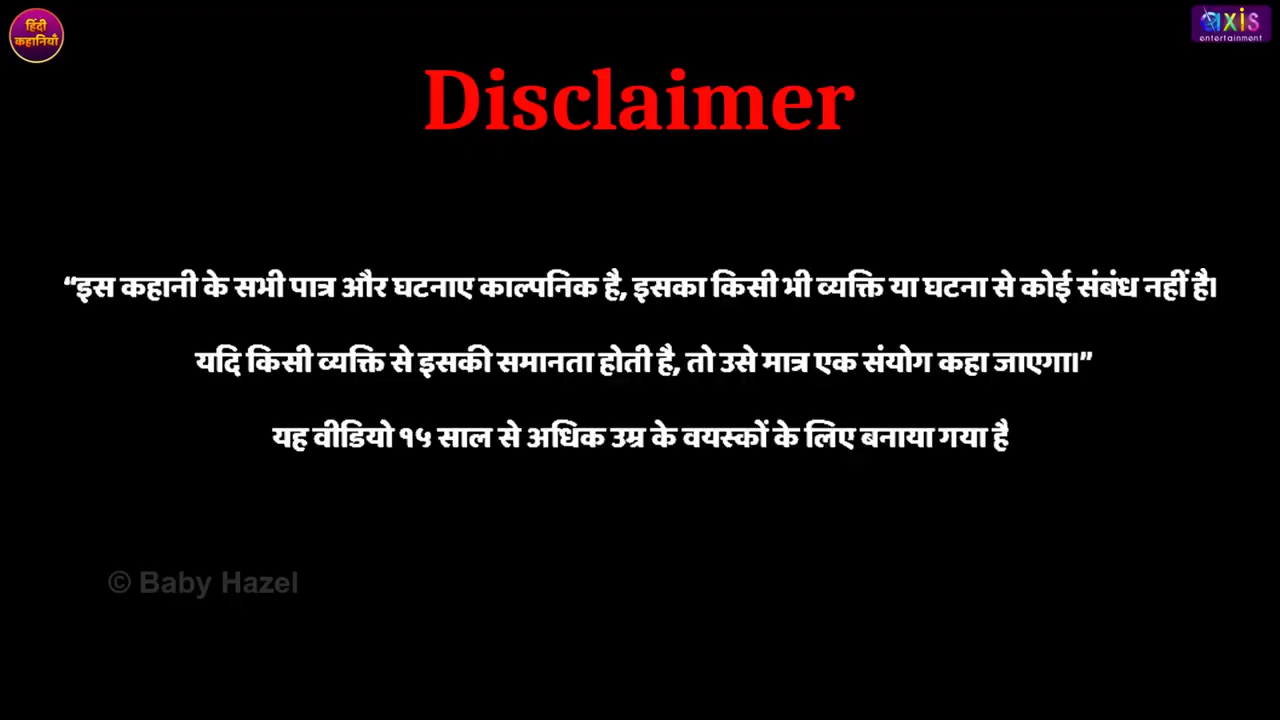 हिंदी
कहानियाँ
axis
entertainment
Disclaimer
“इस कहानी के सभी पात्र और घटनाए काल्पनिक है, इसका किसी भी व्यक्ति या घटना से कोई संबंध नहीं है।
यदि किसी व्यक्ति से इसकी समानता होती है, तो उसे मात्र एक संयोग कहा जाएगा।”
यह वीडियो १५ साल से अधिक उम्र के वयस्कों के लिए बनाया गया है
© Baby Hazel